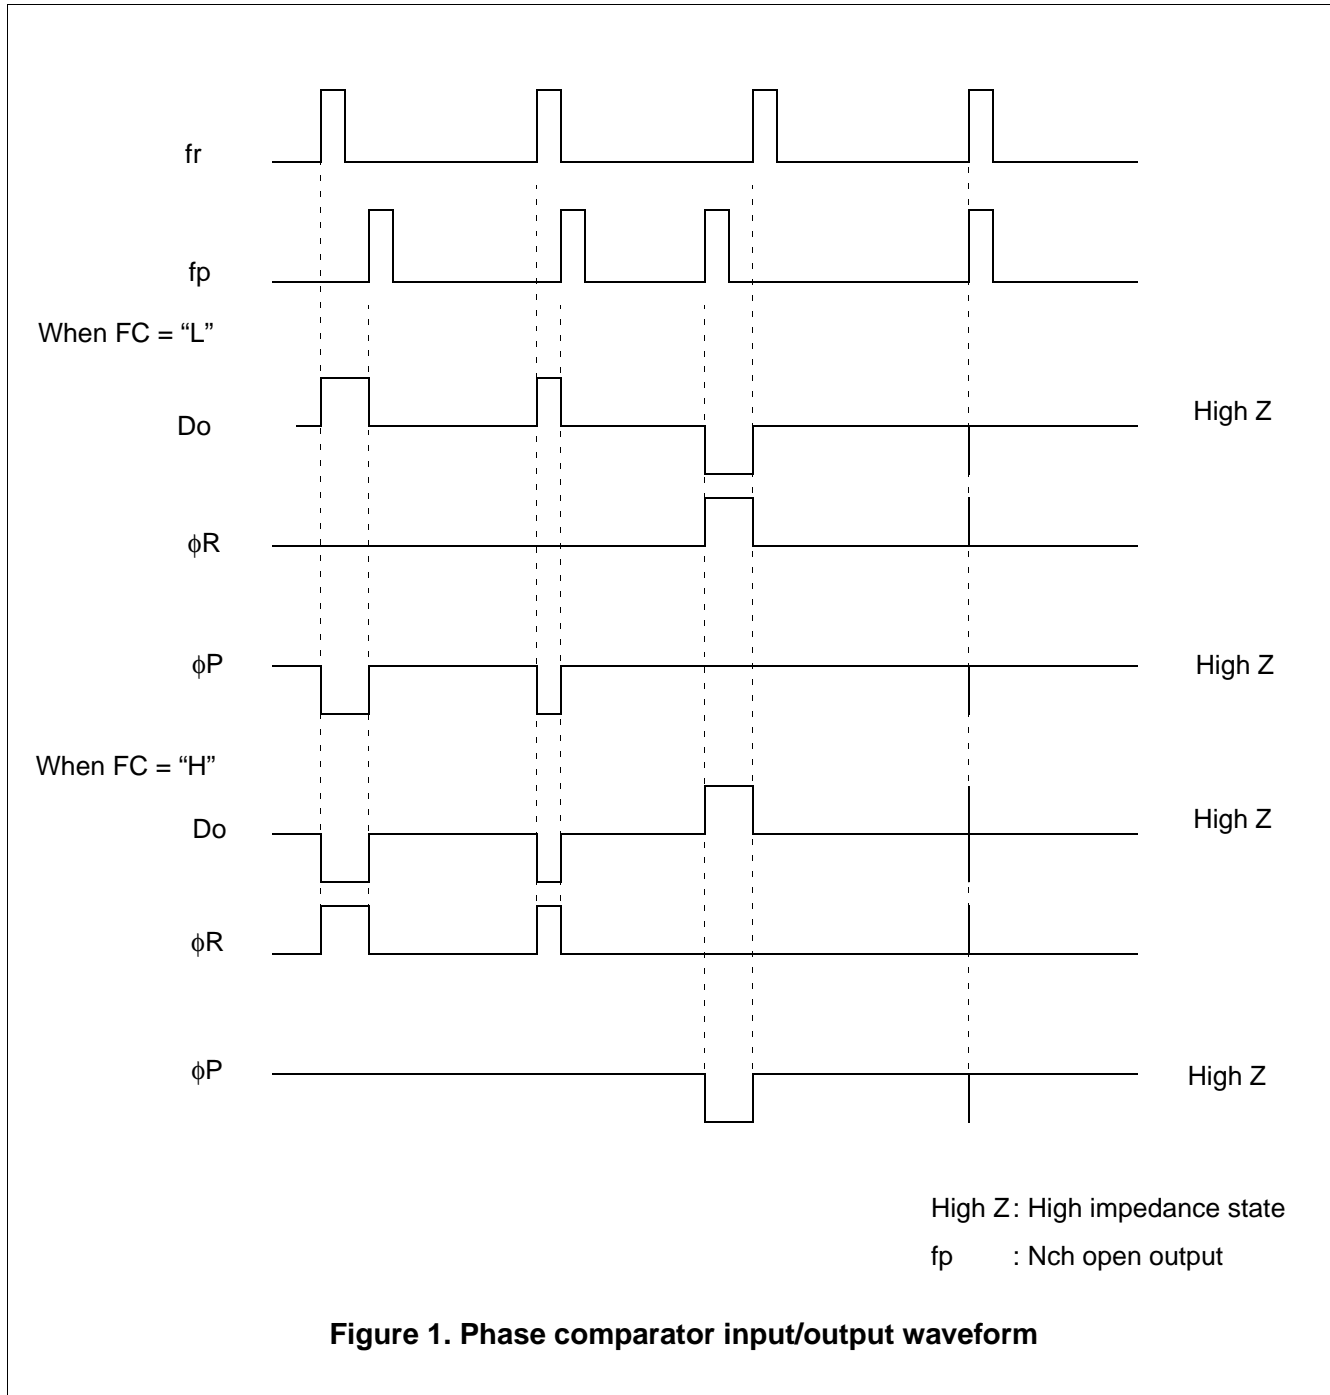 fr
fp
When FC = “L”
Do
High Z
ϕR
ϕP
High Z
When FC = “H”
Do
High Z
ϕR
ϕP
High Z
High Z : High impedance state
fp : Nch open output
Figure 1. Phase comparator input/output waveform